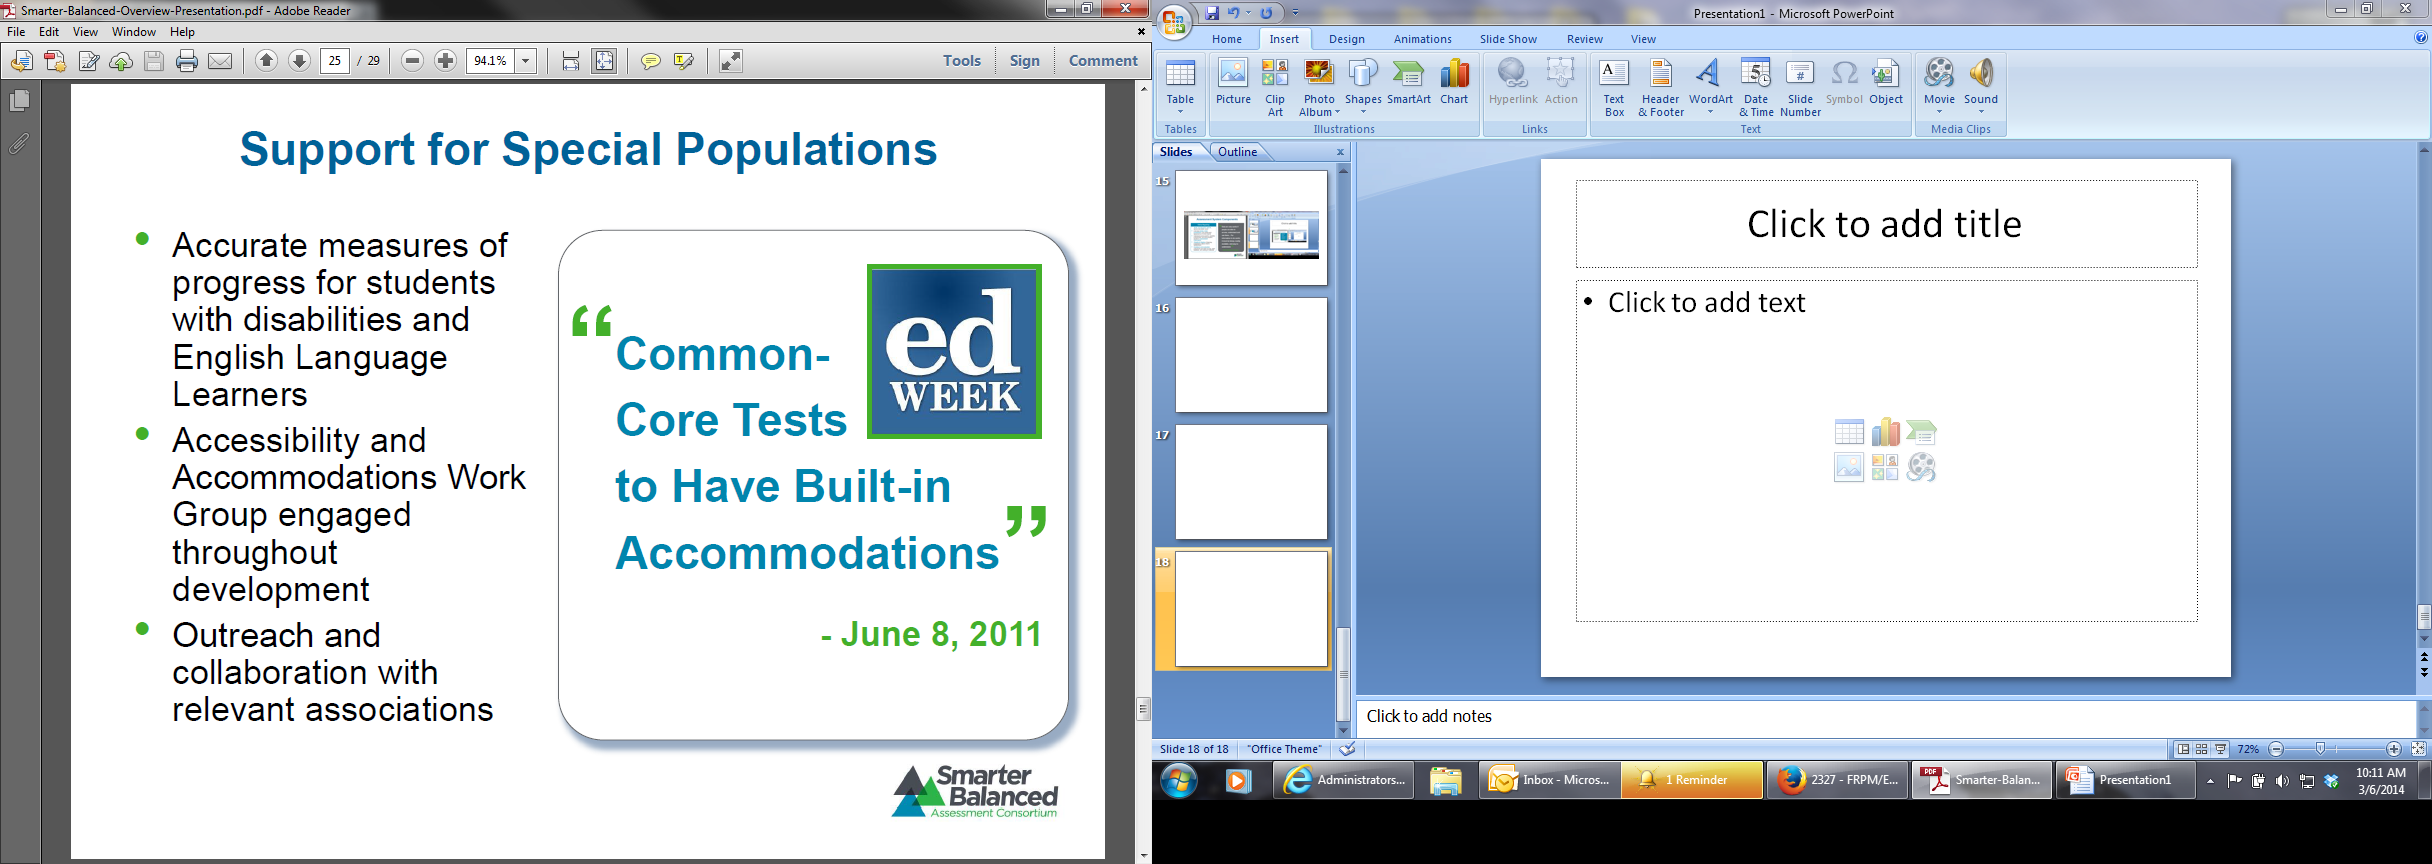 Smarter-Balanced-Overview-Presentation.pdf - Adobe Reader
File Edit View Window Help
25 / 29
94.1%
Tools Sign Comment
Support for Special Populations
• Accurate measures of
progress for students
with disabilities and
English Language
Learners
• Accessibility and
Accommodations Work
Group engaged
throughout
development
• Outreach and
collaboration with
relevant associations
“Common-
Core Tests
to Have Built-in
Accommodations”
- June 8, 2011
ed
WEEK
Smarter
Balanced
Assessment Consortium
Presentation1 - Microsoft PowerPoint
Home Insert Design Animations Slide Show Review View
Table Picture Clip Art Photo Album Shapes SmartArt Chart Hyperlink Action Text Box Header & Footer WordArt Date & Time Slide Number Symbol Object Movie Sound
Tables Illustrations Links Text Media Clips
Slides Outline
15
16
17
18
Click to add title
• Click to add text
Click to add notes
Slide 18 of 18 "Office Theme" 72%
Administrators... Inbox - Micros... 1 Reminder 2327 - FRPM/E... Smarter-Balan... Presentation1
10:11 AM
3/6/2014